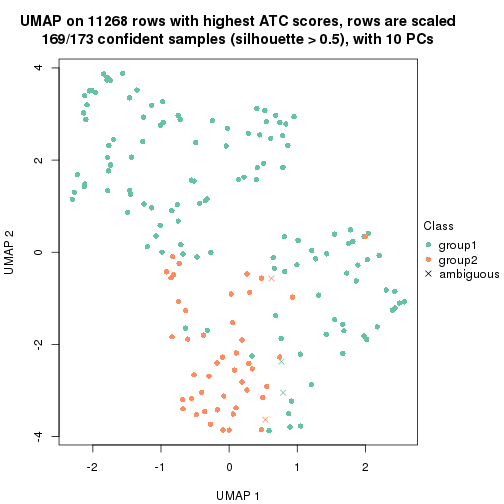 UMAP on 11268 rows with highest ATC scores, rows are scaled
169/173 confident samples (silhouette > 0.5), with 10 PCs
4
2
0
-2
-4
UMAP 2
-2
-1
0
1
2
UMAP 1
Class
group1
group2
ambiguous